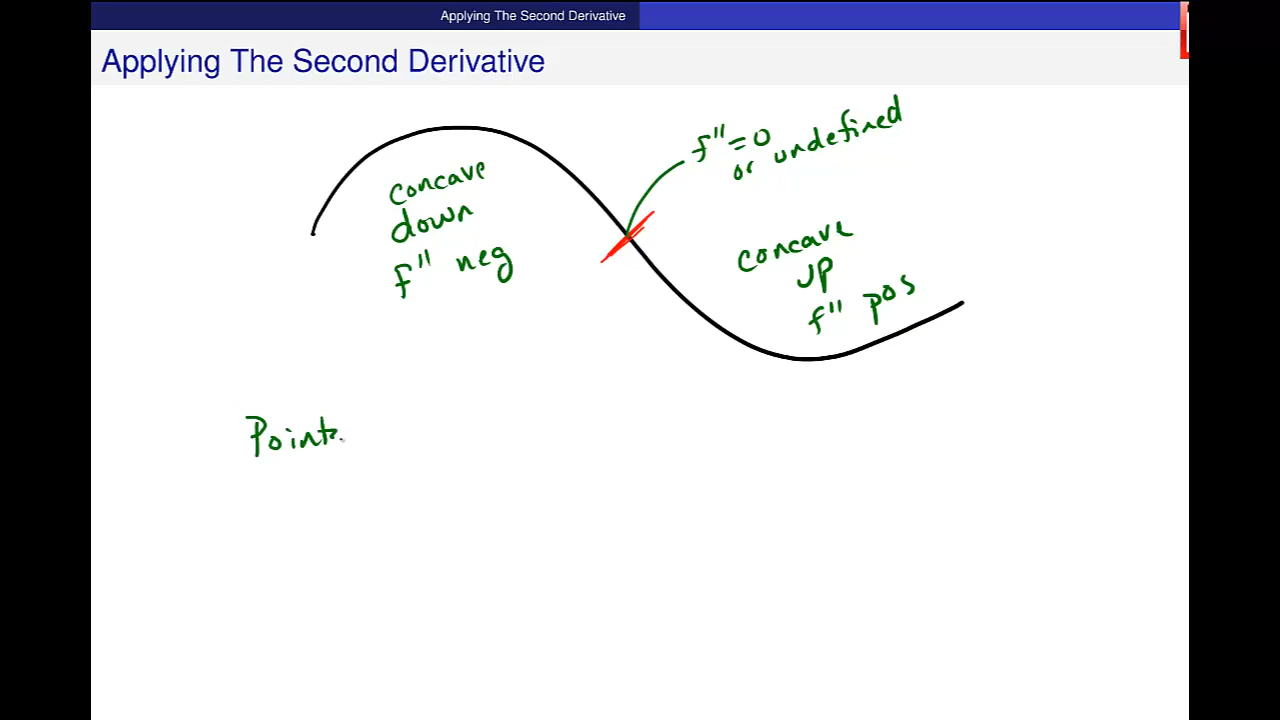 Applying The Second Derivative
Applying The Second Derivative
concave
down
f" neg
f"=0
or undefined
concave
up
f" pos
Points